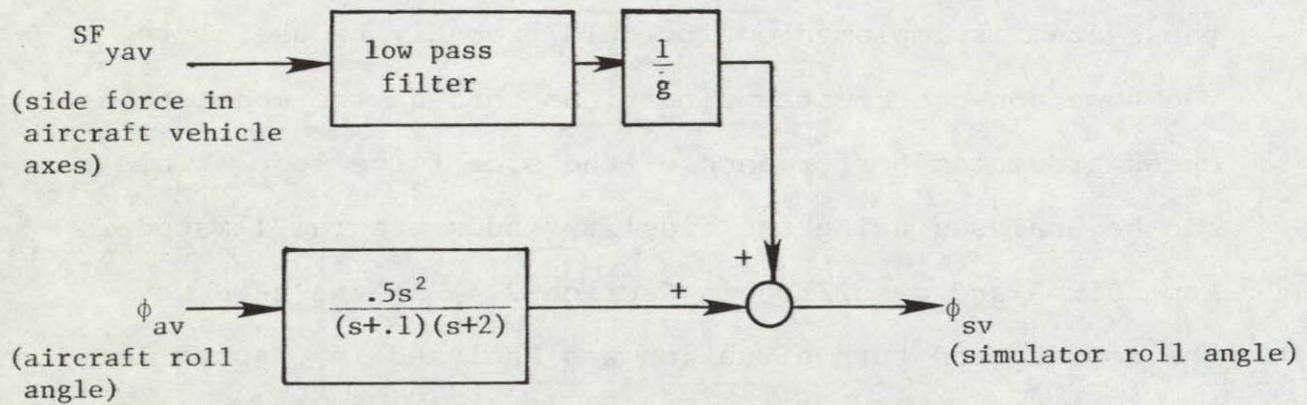 SF
yav
(side force in
aircraft vehicle
axes)
low pass
filter
1
g
+
ϕ
av
(aircraft roll
angle)
.5s²
(s+.1)(s+2)
+
ϕ
sv
(simulator roll angle)